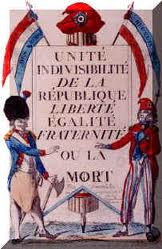 UNITÉ
INDIVISIBILITÉ
DE LA
RÉPUBLIQUE
LIBERTÉ
ÉGALITÉ
FRATERNITÉ
OU LA
MORT